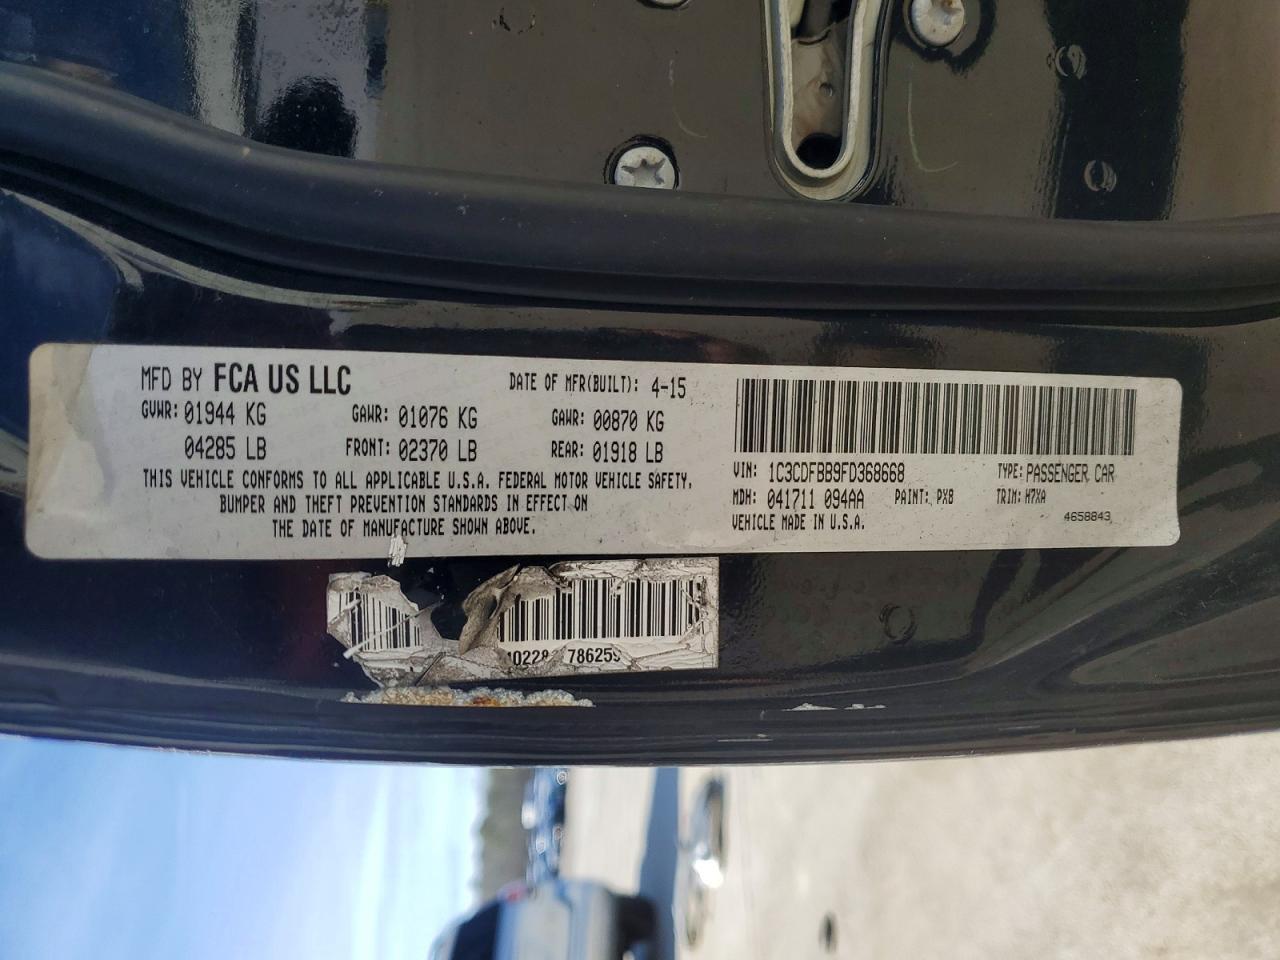 MFD BY FCA US LLC DATE OF MFR(BUILT): 4-15
GVWR: 01944 KG GAWR: 01076 KG GAWR: 00870 KG
04285 LB FRONT: 02370 LB REAR: 01918 LB
THIS VEHICLE CONFORMS TO ALL APPLICABLE U.S.A. FEDERAL MOTOR VEHICLE SAFETY,
BUMPER AND THEFT PREVENTION STANDARDS IN EFFECT ON
THE DATE OF MANUFACTURE SHOWN ABOVE.
VIN: 1C3CDFBB9FD368668 TYPE: PASSENGER CAR
MDH: 041711 094AA PAINT: PX8 TRIM: H7XA
VEHICLE MADE IN U.S.A. 4658843